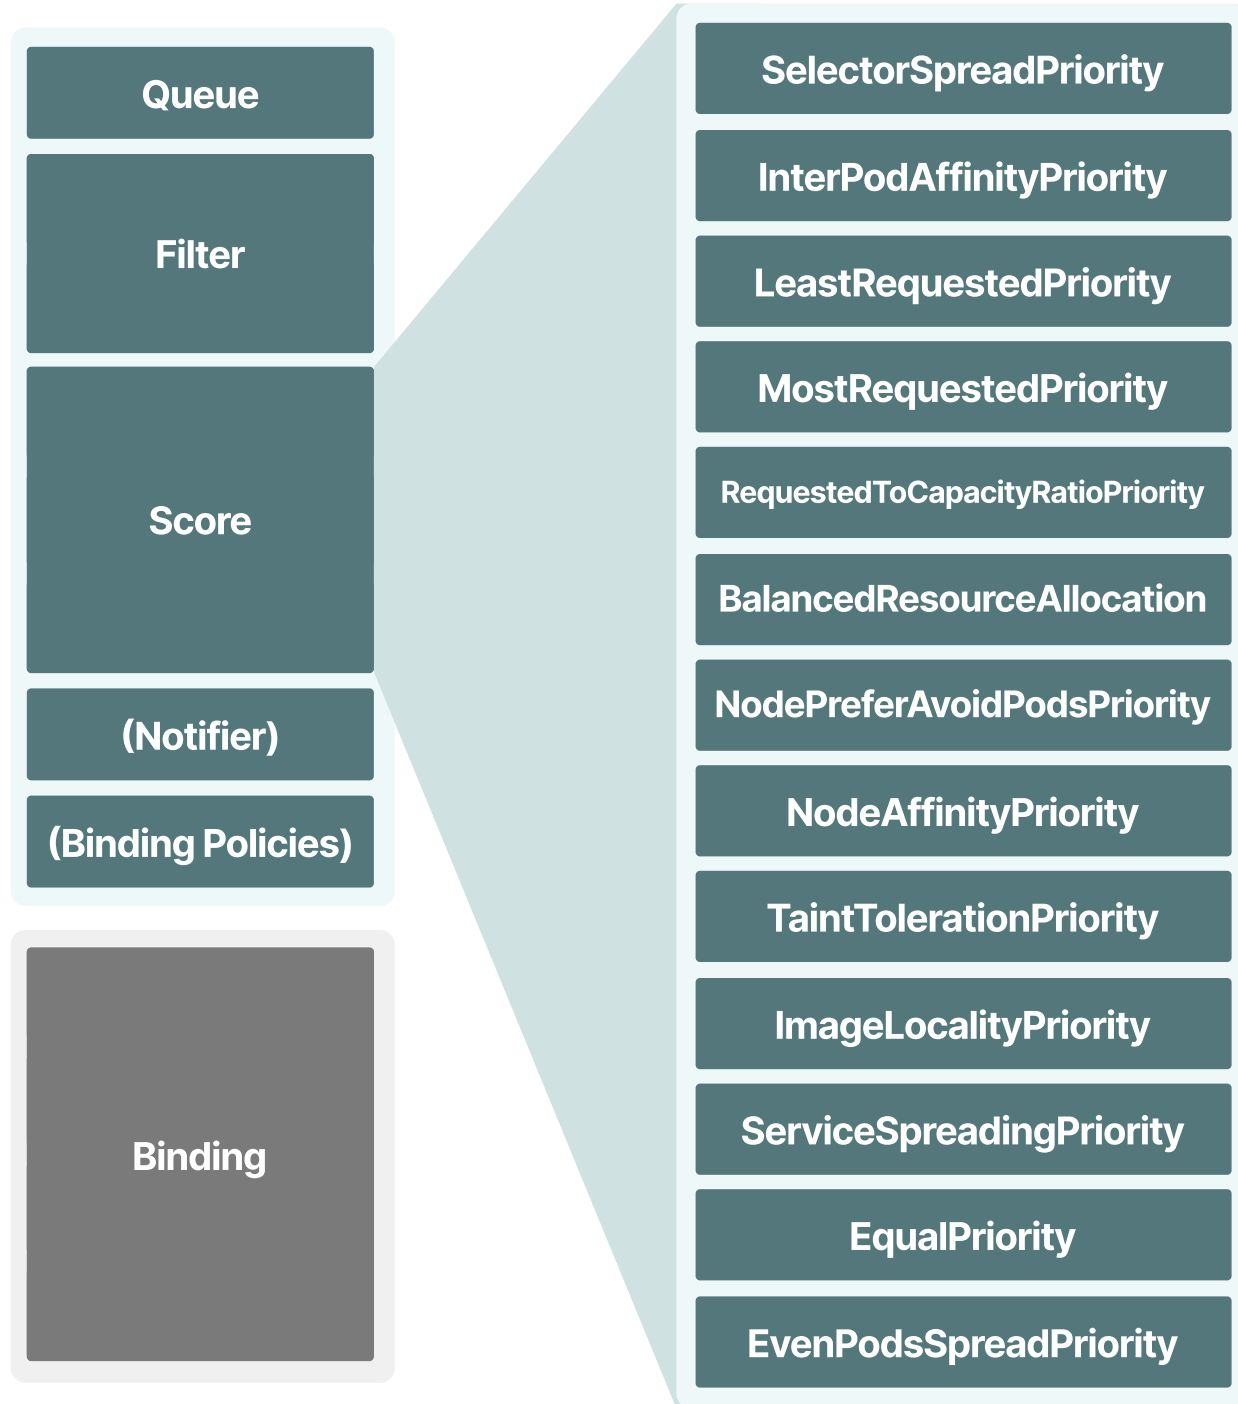 Queue
Filter
Score
(Notifier)
(Binding Policies)
Binding
SelectorSpreadPriority
InterPodAffinityPriority
LeastRequestedPriority
MostRequestedPriority
RequestedToCapacityRatioPriority
BalancedResourceAllocation
NodePreferAvoidPodsPriority
NodeAffinityPriority
TaintTolerationPriority
ImageLocalityPriority
ServiceSpreadingPriority
EqualPriority
EvenPodsSpreadPriority